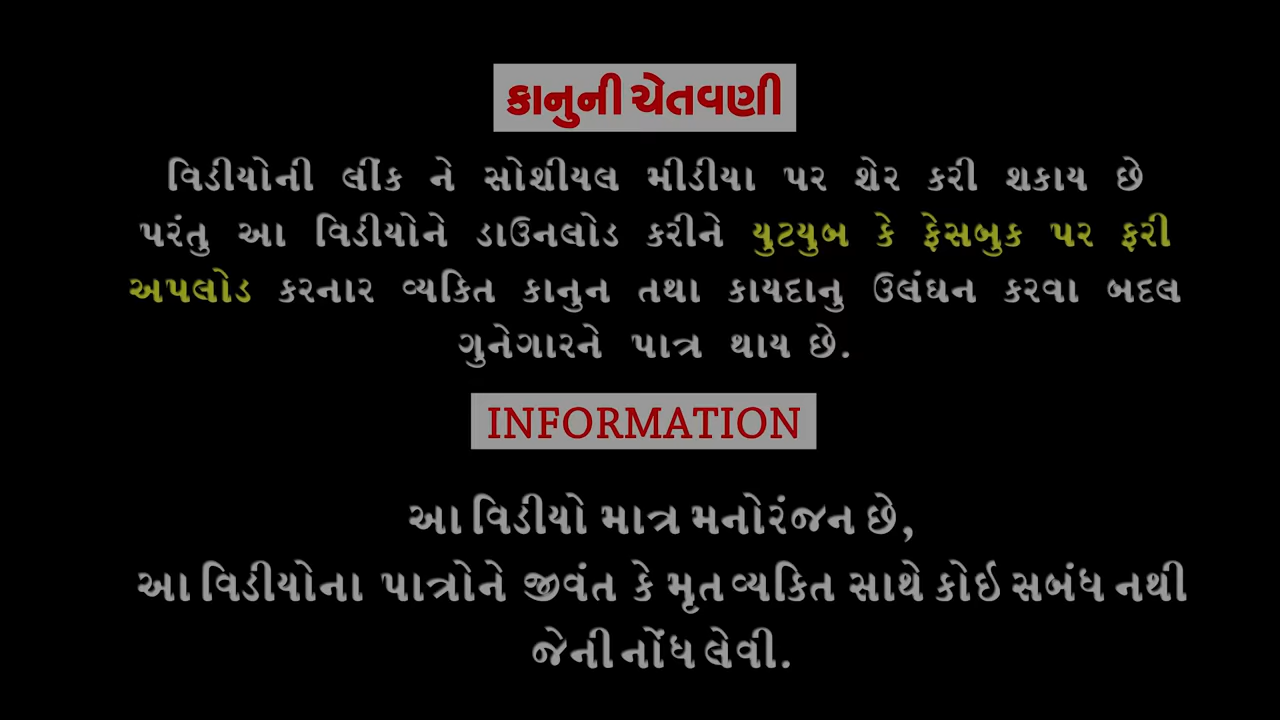 કાનુની ચેતવણી
વિડીયોની લીંક ને સોશીયલ મીડીયા પર શેર કરી શકાય છે
પરંતુ આ વિડીયોને ડાઉનલોડ કરીને યુટયુબ કે ફેસબુક પર ફરી
અપલોડ કરનાર વ્યકિત કાનુન તથા કાયદાનુ ઉલંઘન કરવા બદલ
ગુનેગારને પાત્ર થાય છે.
INFORMATION
આ વિડીયો માત્ર મનોરંજન છે,
આ વિડીયોના પાત્રોને જીવંત કે મૃત વ્યકિત સાથે કોઇ સબંધ નથી
જેની નોંધ લેવી.